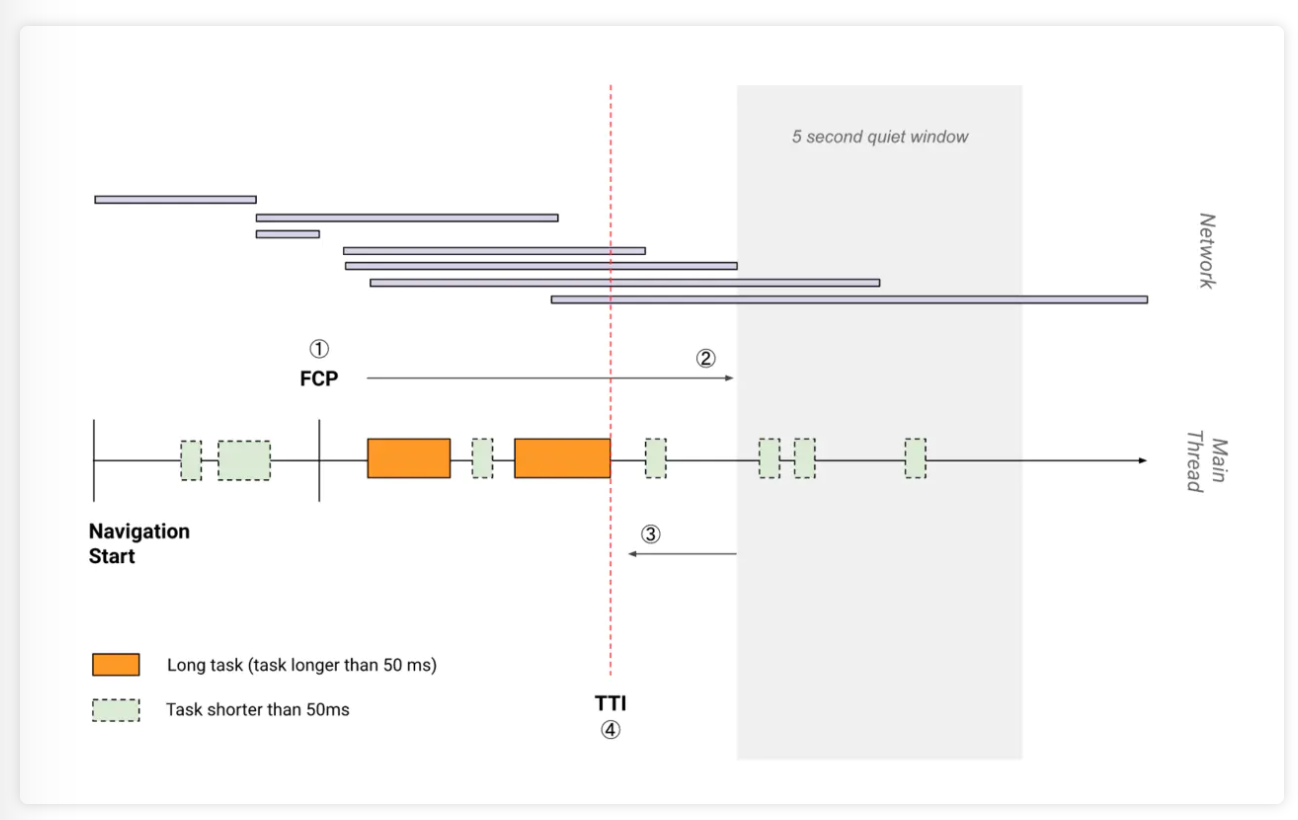 5 second quiet window
Network
①
FCP
②
Main
Thread
Navigation
Start
③
Long task (task longer than 50 ms)
Task shorter than 50ms
TTI
④